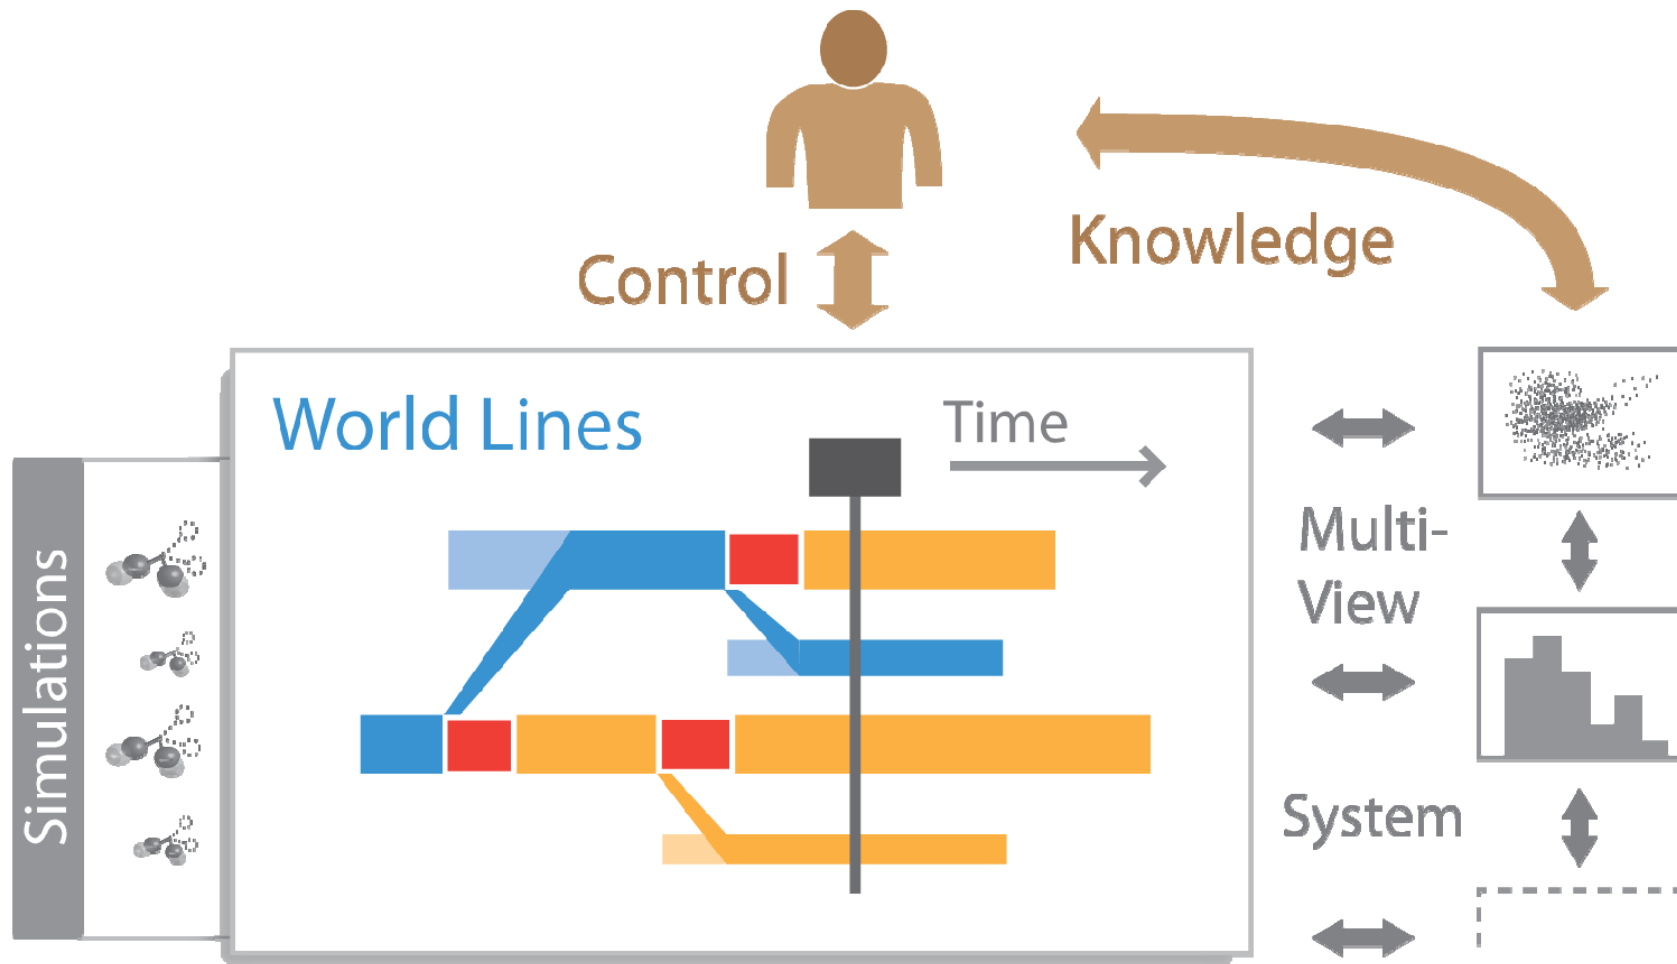 Control
Knowledge
World Lines
Time
Simulations
Multi-
View
System